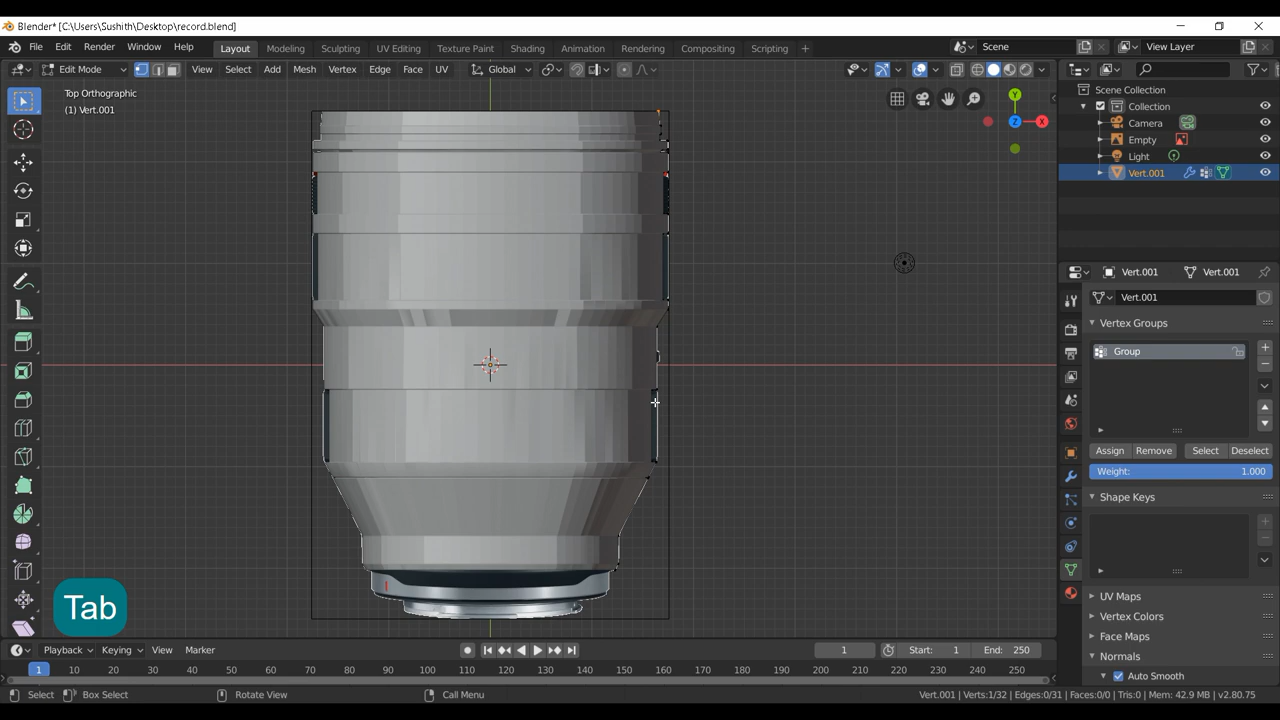 Blender* [C:\Users\Sushith\Desktop\record.blend]
File Edit Render Window Help
Layout Modeling Sculpting UV Editing Texture Paint Shading Animation Rendering Compositing Scripting +
Scene
View Layer
Edit Mode
View Select Add Mesh Vertex Edge Face UV
Global
Top Orthographic
(1) Vert.001
Y
Z
X
Scene Collection
Collection
Camera
Empty
Light
Vert.001
Vert.001
Vert.001
Vert.001
Vertex Groups
Group
Assign Remove Select Deselect
Weight: 1.000
Shape Keys
UV Maps
Vertex Colors
Face Maps
Normals
Auto Smooth
Tab
Playback Keying View Marker
1
Start: 1
End: 250
1 10 20 30 40 50 60 70 80 90 100 110 120 130 140 150 160 170 180 190 200 210 220 230 240 250
Select
Box Select
Rotate View
Call Menu
Vert.001 | Verts:1/32 | Edges:0/31 | Faces:0/0 | Tris:0 | Mem: 42.9 MB | v2.80.75